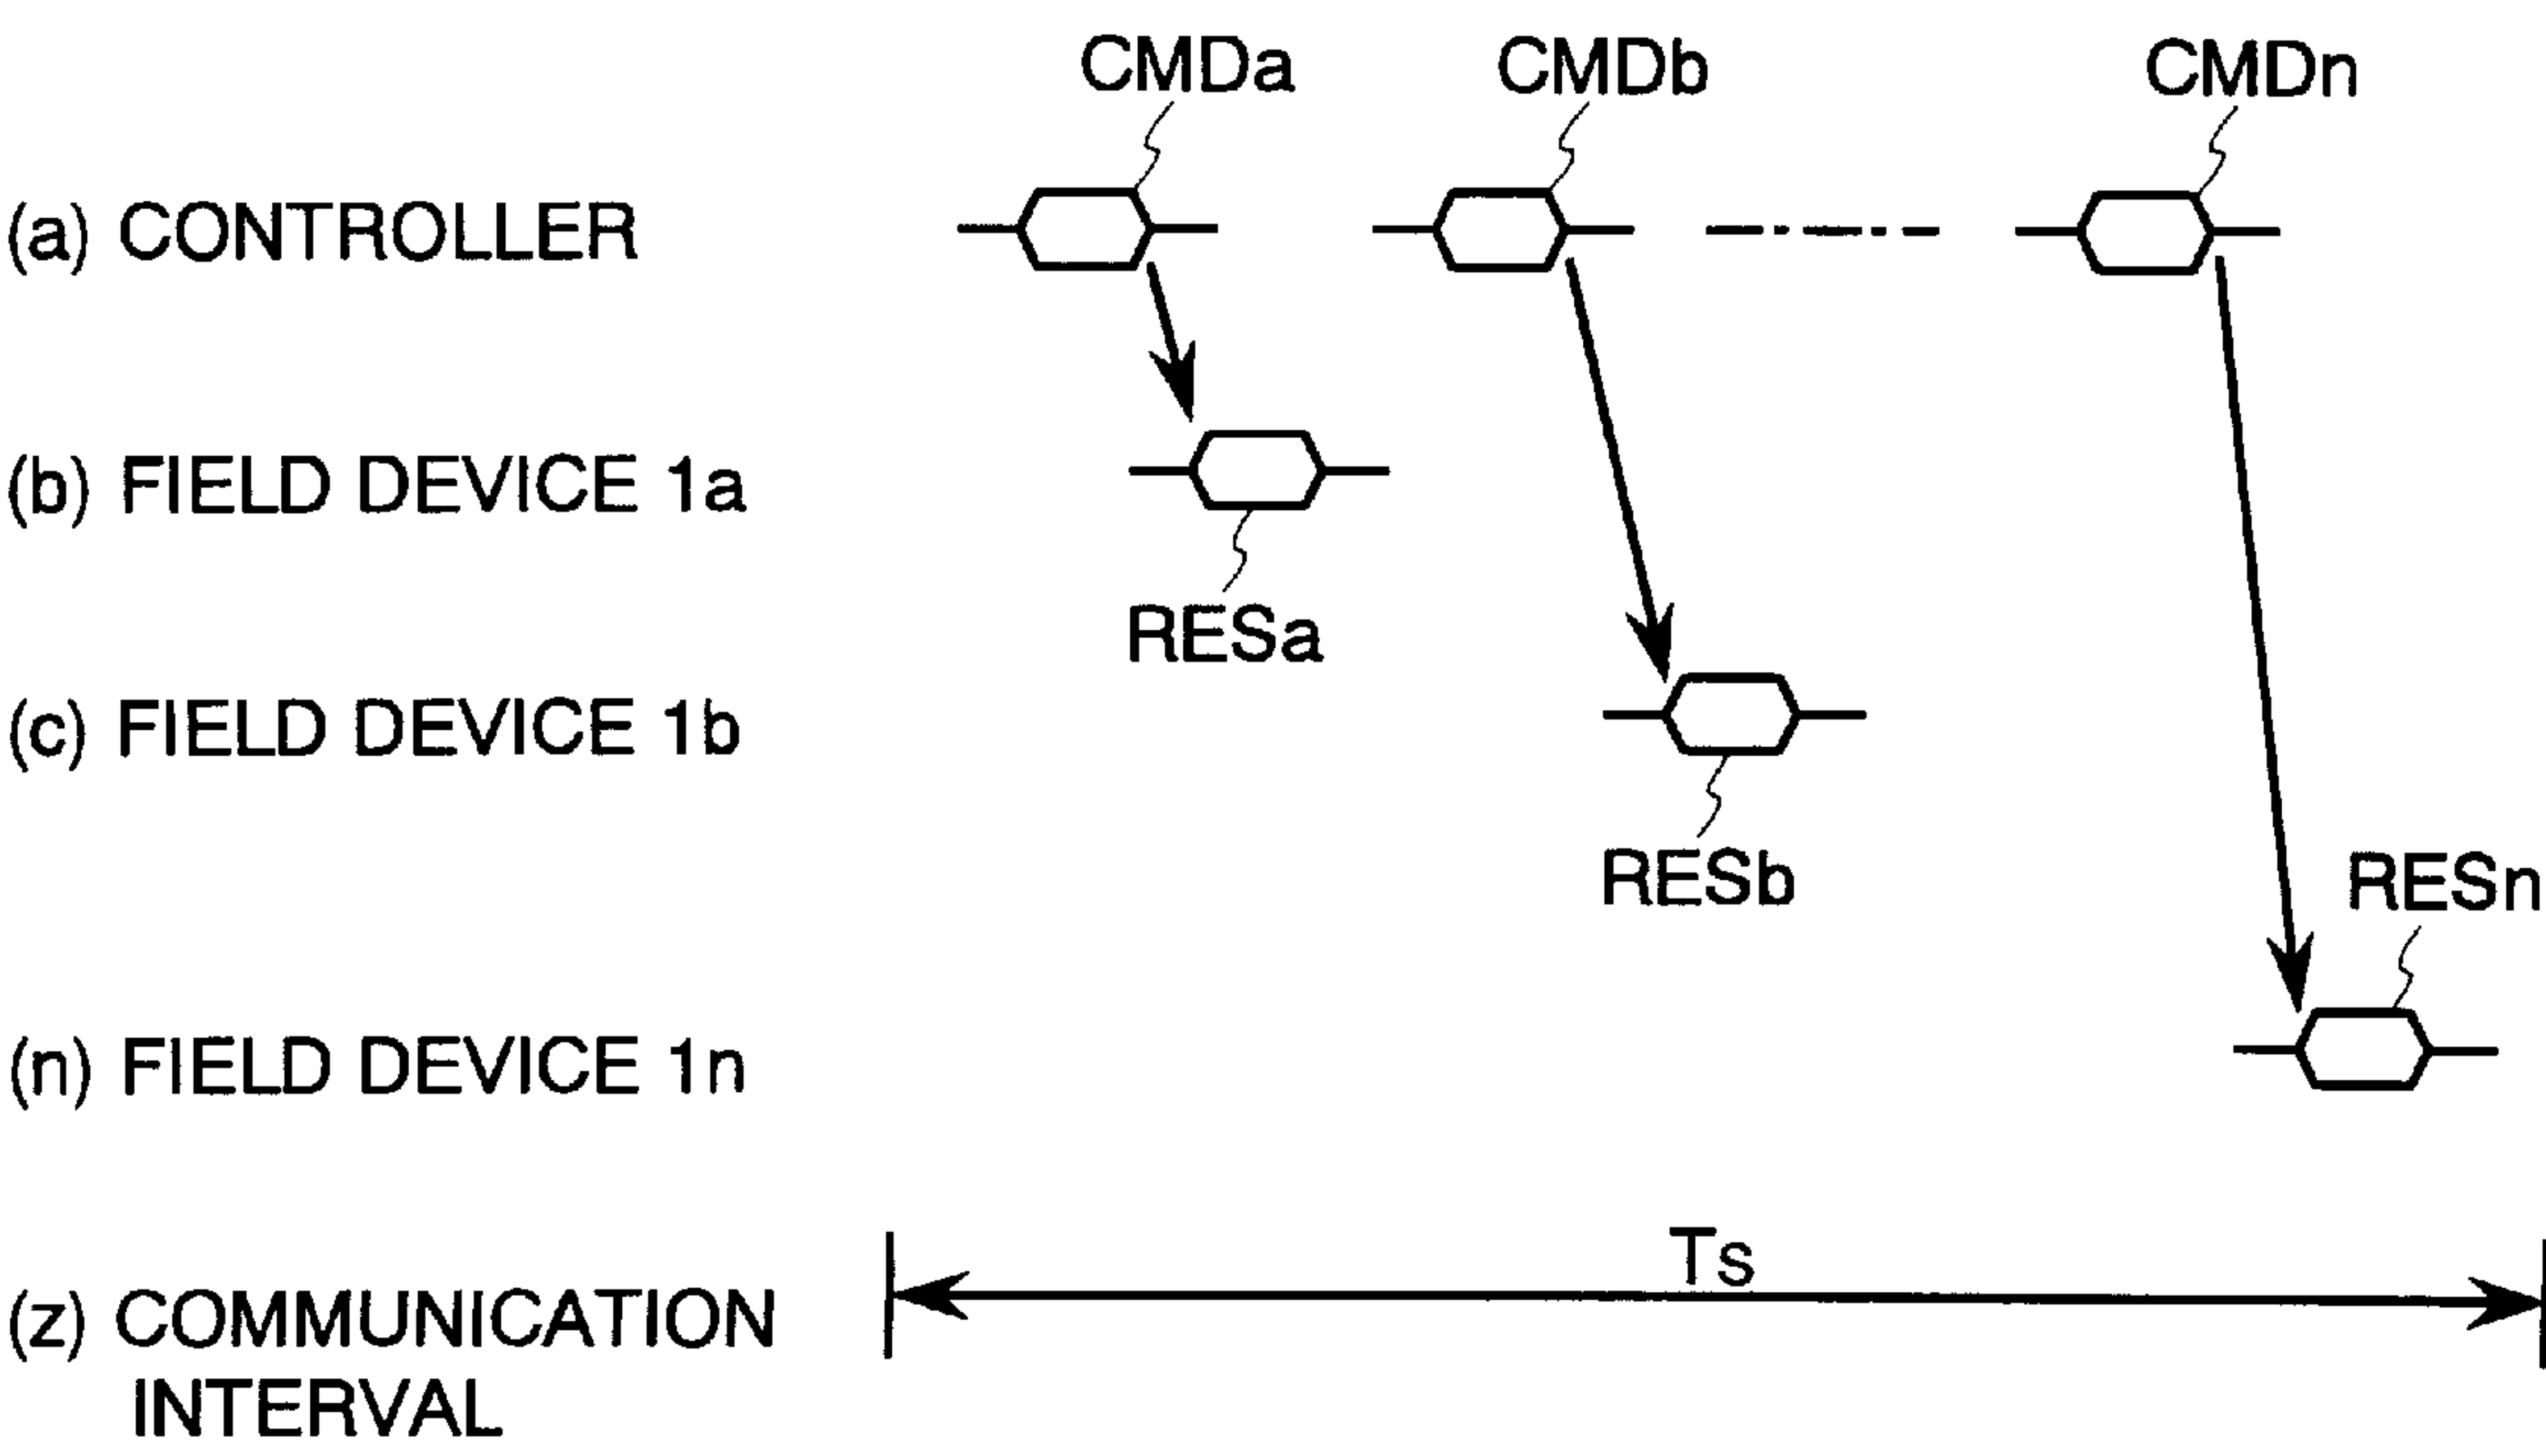 CMDa CMDb CMDn
(a) CONTROLLER
(b) FIELD DEVICE 1a
RESa
(c) FIELD DEVICE 1b
RESb
RESn
(n) FIELD DEVICE 1n
Ts
(z) COMMUNICATION
INTERVAL